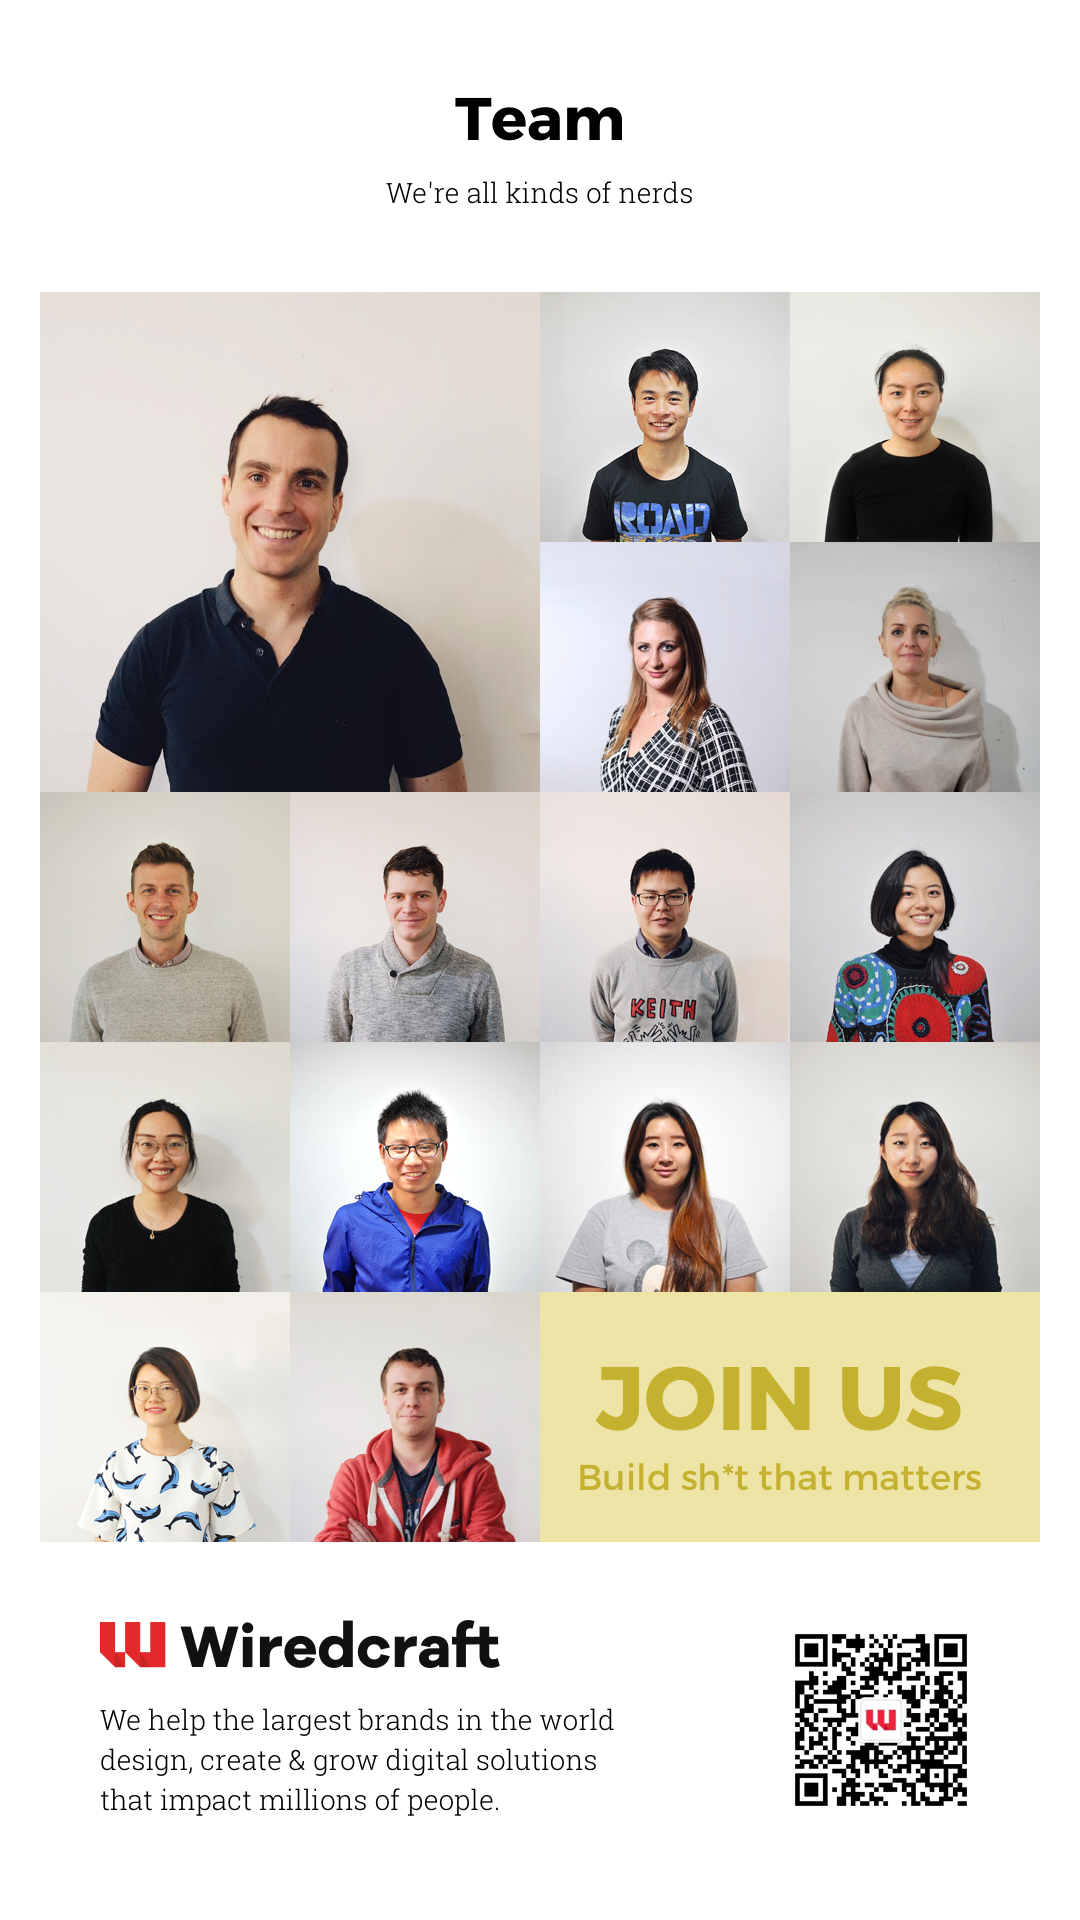 Team
We're all kinds of nerds
ROAD
KEITH
JOIN US
Build sh*t that matters
Wiredcraft
We help the largest brands in the world
design, create & grow digital solutions
that impact millions of people.